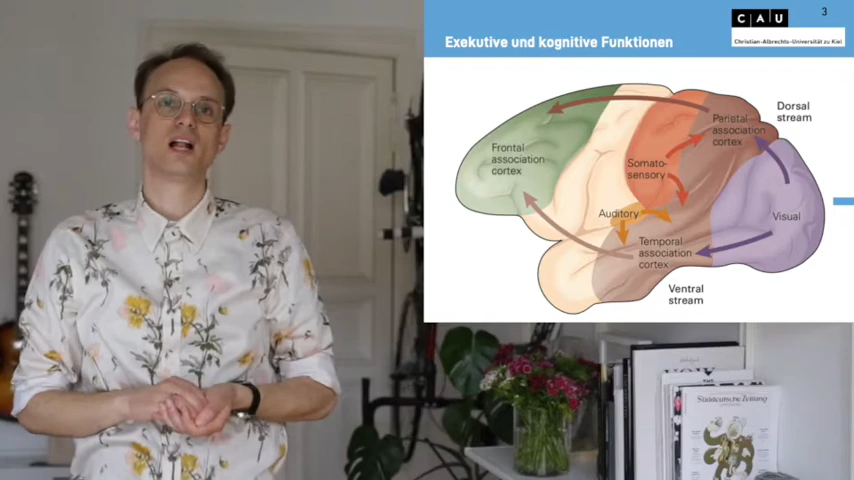 CAU
3
Christian-Albrechts-Universität zu Kiel
Exekutive und kognitive Funktionen
Dorsal
stream
Parietal
association
cortex
Frontal
association
cortex
Somato-
sensory
Auditory
Visual
Temporal
association
cortex
Ventral
stream
THE
Süddeutsche Zeitung